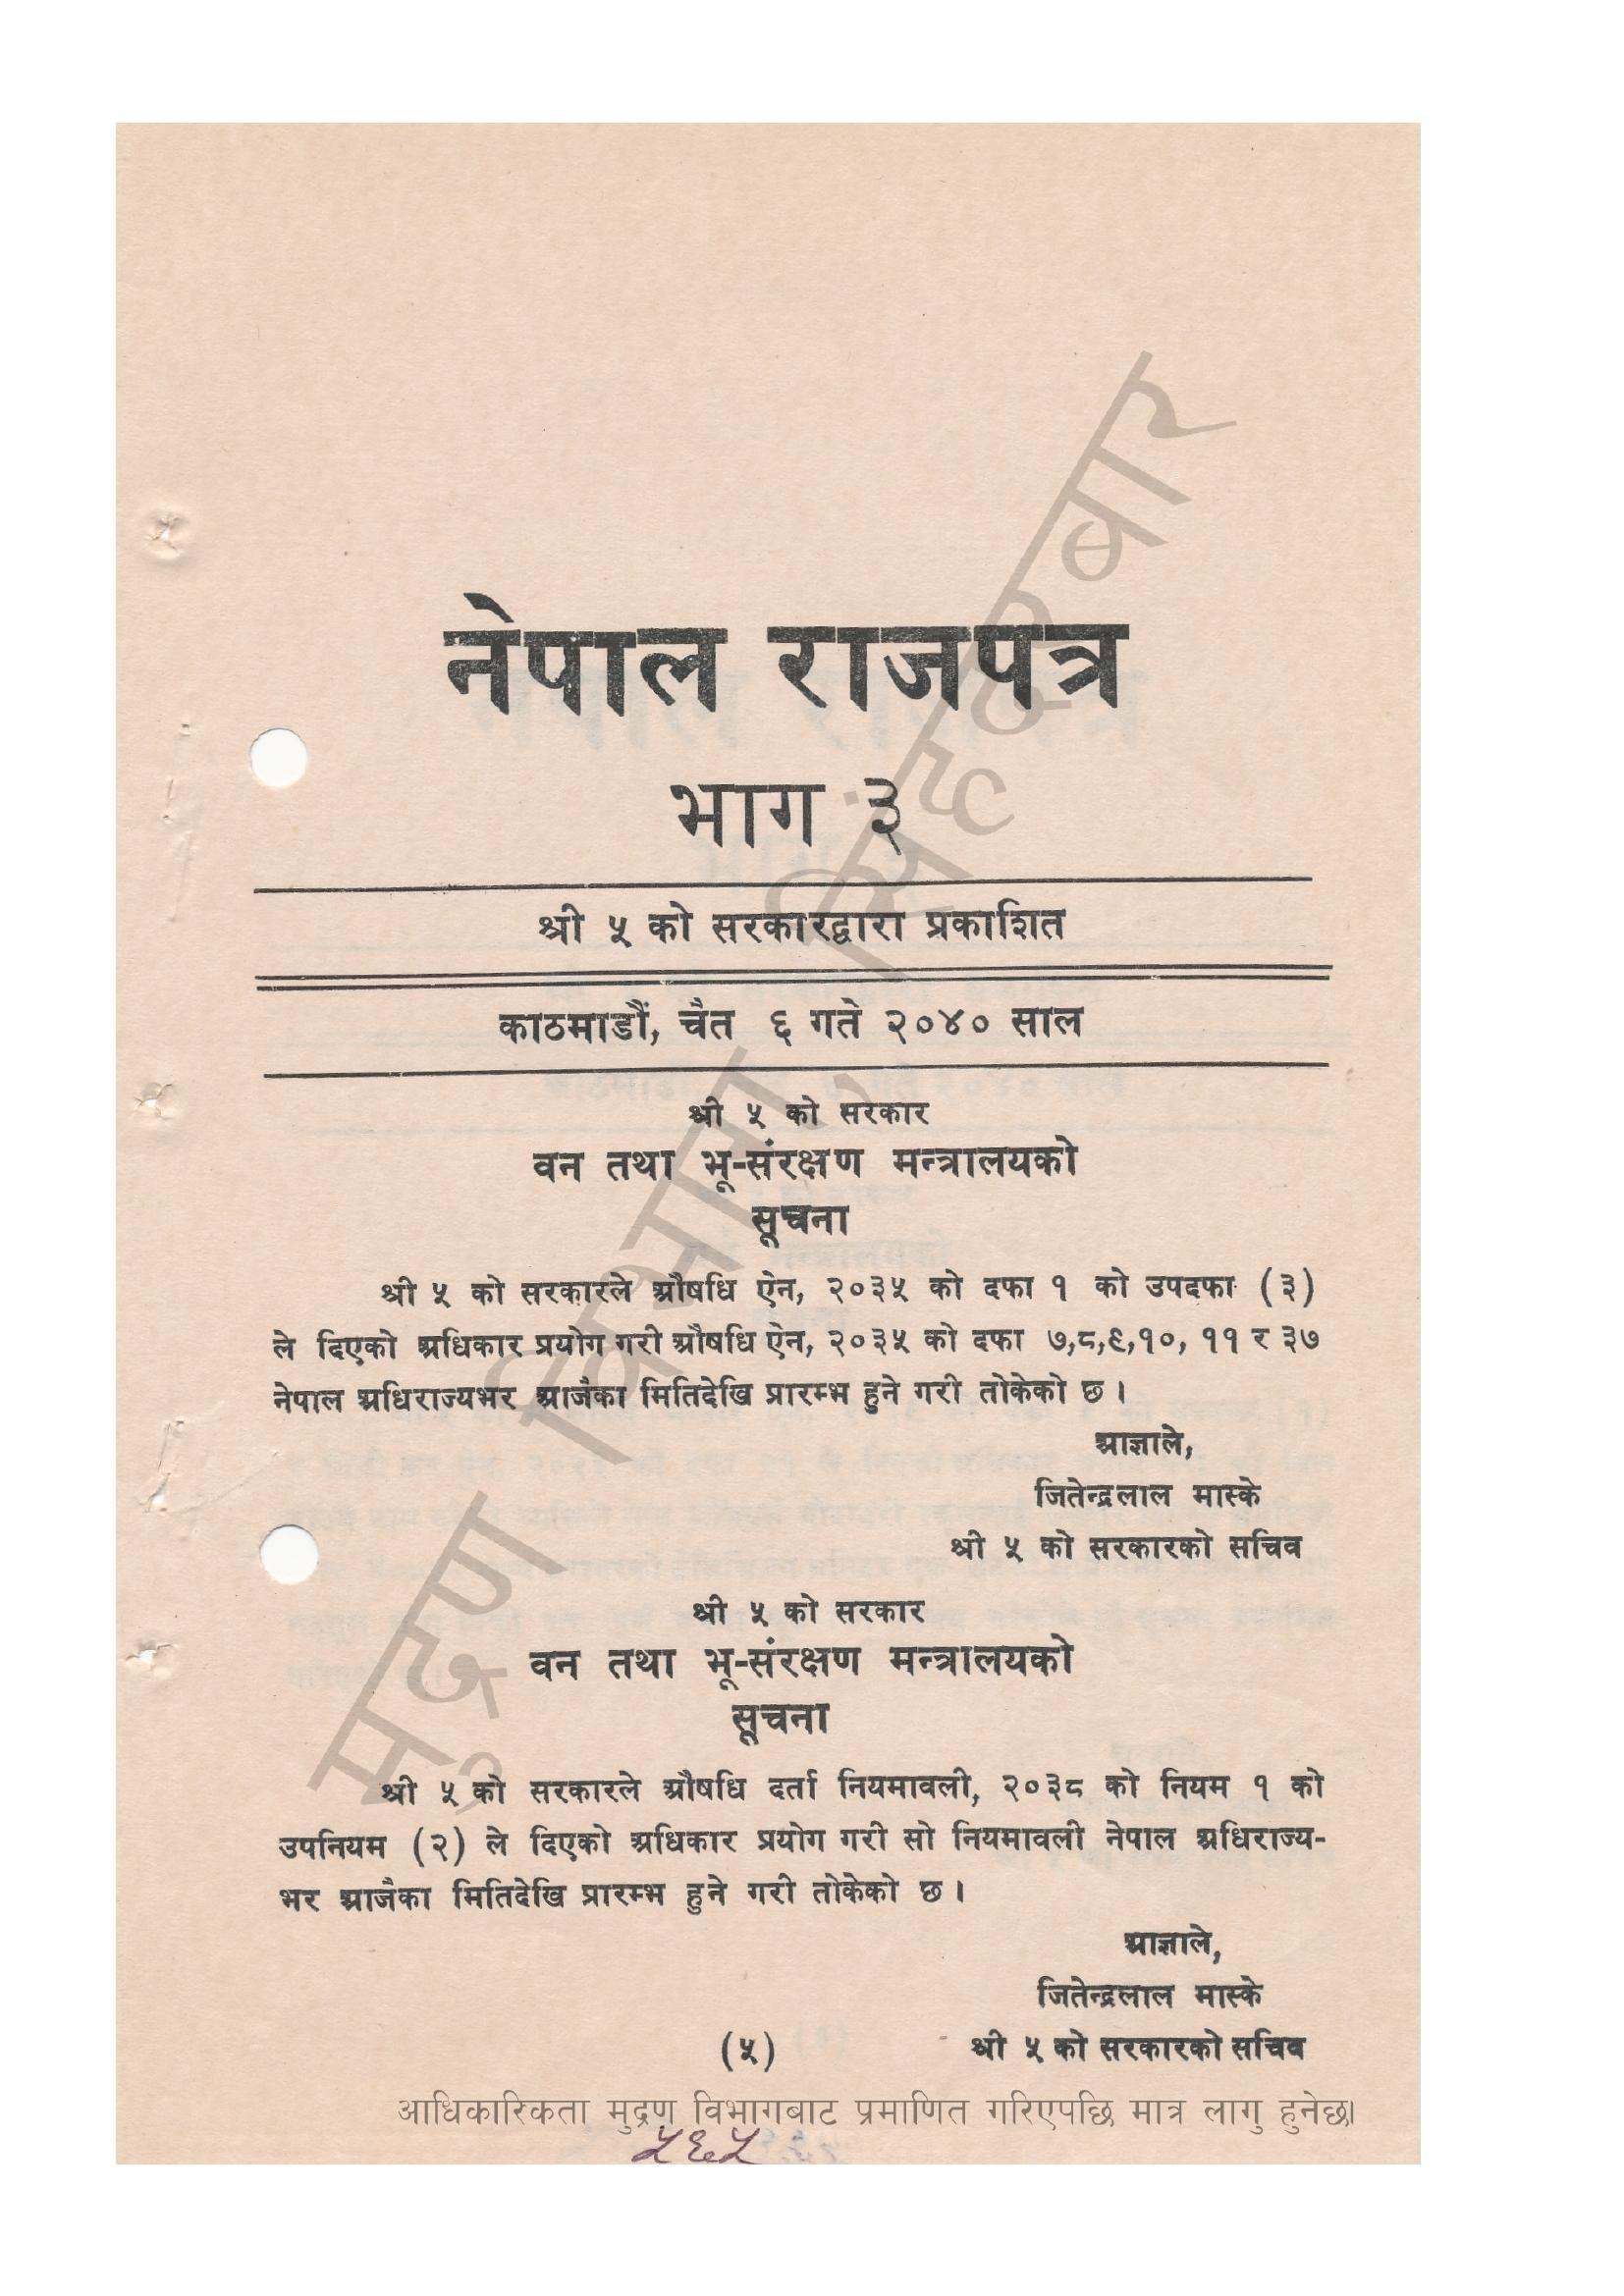 नेपाल राजपत्र
भाग ३
श्री ५ को सरकारद्वारा प्रकाशित
काठमाडौं, चैत ६ गते २०४० साल
श्री ५ को सरकार
वन तथा भू-संरक्षण मन्त्रालयको
सूचना
श्री ५ को सरकारले औषधि ऐन, २०३५ को दफा १ को उपदफा (३)
ले दिएको अधिकार प्रयोग गरी औषधि ऐन, २०३५ को दफा ७,८,९,१०, ११ र ३७
नेपाल अधिराज्यभर आजैका मितिदेखि प्रारम्भ हुने गरी तोकेको छ ।
आज्ञाले,
जितेन्द्रलाल मास्के
श्री ५ को सरकारको सचिव
श्री ५ को सरकार
वन तथा भू-संरक्षण मन्त्रालयको
सूचना
श्री ५ को सरकारले औषधि दर्ता नियमावली, २०३८ को नियम १ को
उपनियम (२) ले दिएको अधिकार प्रयोग गरी सो नियमावली नेपाल अधिराज्य-
भर आजैका मितिदेखि प्रारम्भ हुने गरी तोकेको छ ।
आज्ञाले,
जितेन्द्रलाल मास्के
श्री ५ को सरकारको सचिव
(५)
आधिकारिकता मुद्रण विभागबाट प्रमाणित गरिएपछि मात्र लागु हुनेछ।
५६५
मुद्रण विभाग, सिंहदरबार